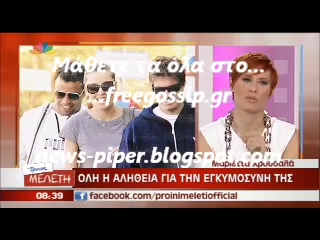 Μάθετε τα όλα στο...
freegossip.gr
news-piper.blogspot.com
Μαριέττα Χρουσαλά
Πρωινή
ΜΕΛΕΤΗ
ΟΛΗ Η ΑΛΗΘΕΙΑ ΓΙΑ ΤΗΝ ΕΓΚΥΜΟΣΥΝΗ ΤΗΣ
08:39
facebook.com/proinimeletiofficial